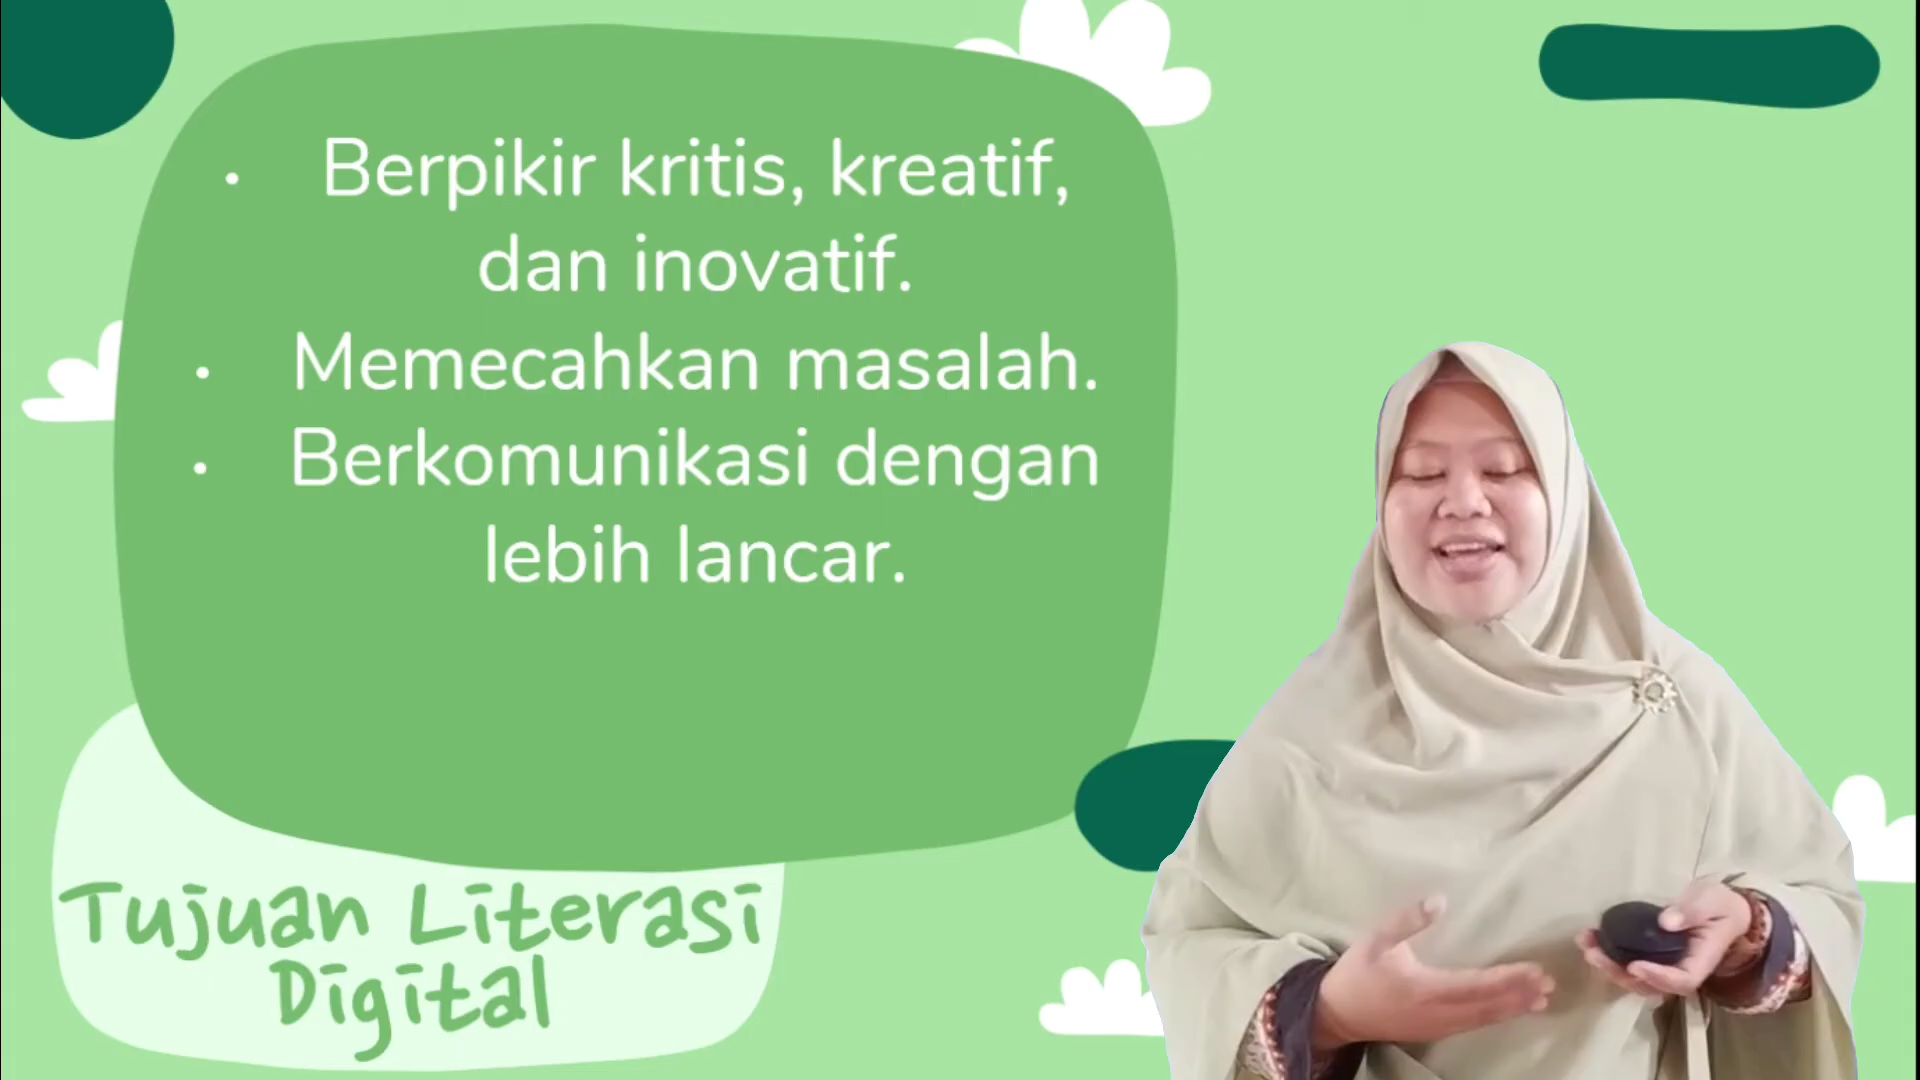 • Berpikir kritis, kreatif,
dan inovatif.
• Memecahkan masalah.
• Berkomunikasi dengan
lebih lancar.
Tujuan Literasi
Digital